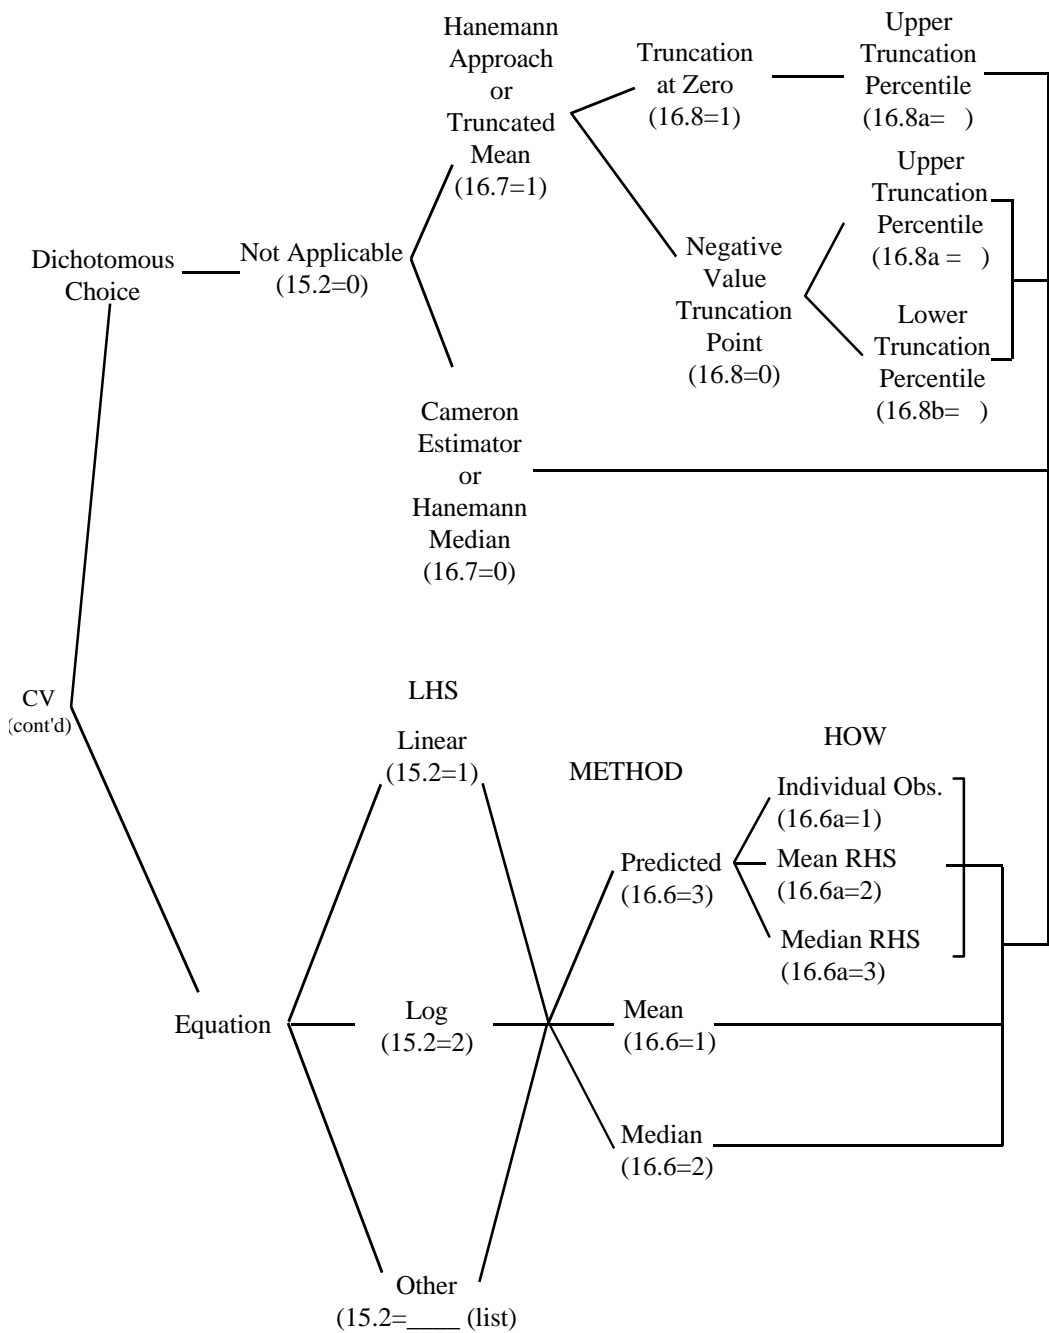 Hanemann
Approach
or
Truncated
Mean
(16.7=1)
Truncation
at Zero
(16.8=1)
Upper
Truncation
Percentile
(16.8a=   )
Upper
Truncation
Percentile
(16.8a =   )
Dichotomous
Choice
Not Applicable
(15.2=0)
Negative
Value
Truncation
Point
(16.8=0)
Lower
Truncation
Percentile
(16.8b=   )
Cameron
Estimator
or
Hanemann
Median
(16.7=0)
CV
(cont'd)
LHS
Linear
(15.2=1)
METHOD
HOW
Individual Obs.
(16.6a=1)
Predicted
(16.6=3)
Mean RHS
(16.6a=2)
Median RHS
(16.6a=3)
Equation
Log
(15.2=2)
Mean
(16.6=1)
Median
(16.6=2)
Other
(15.2=____ (list)